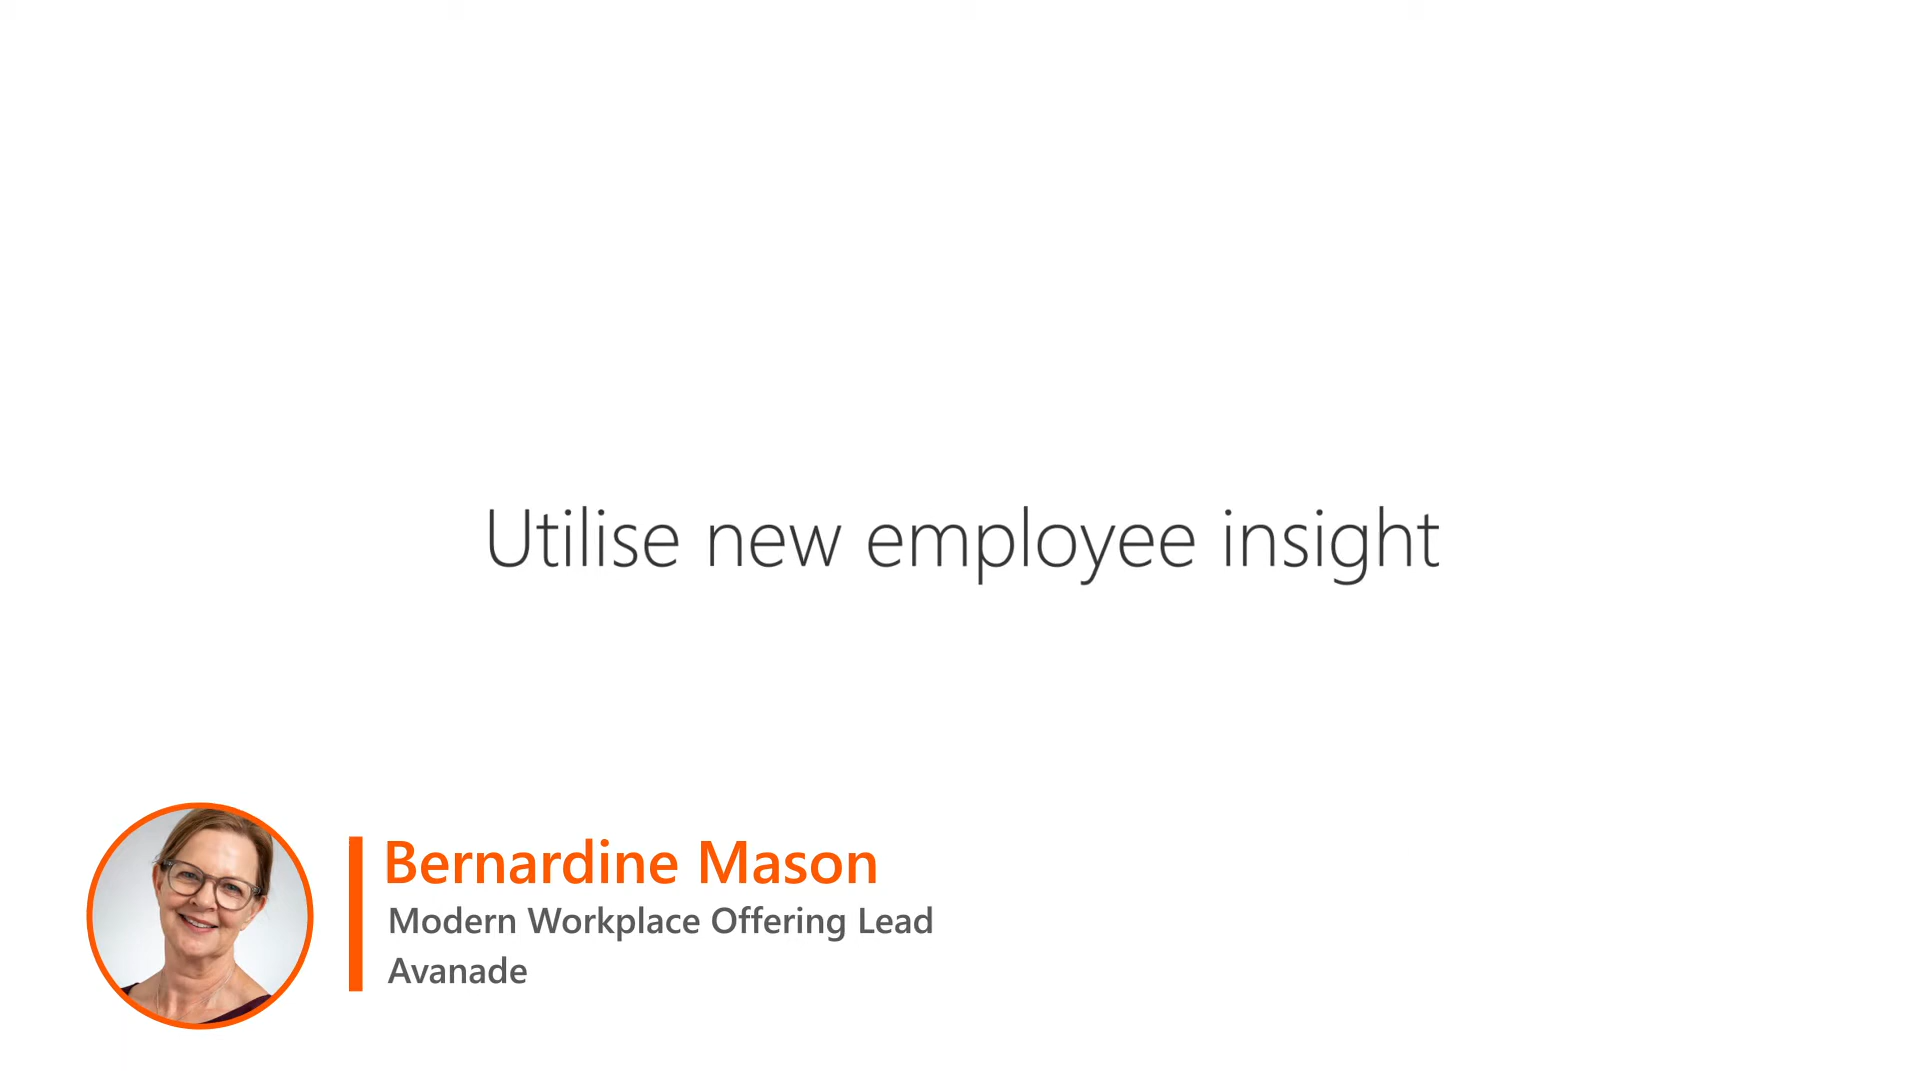 Utilise new employee insight
Bernardine Mason
Modern Workplace Offering Lead
Avanade